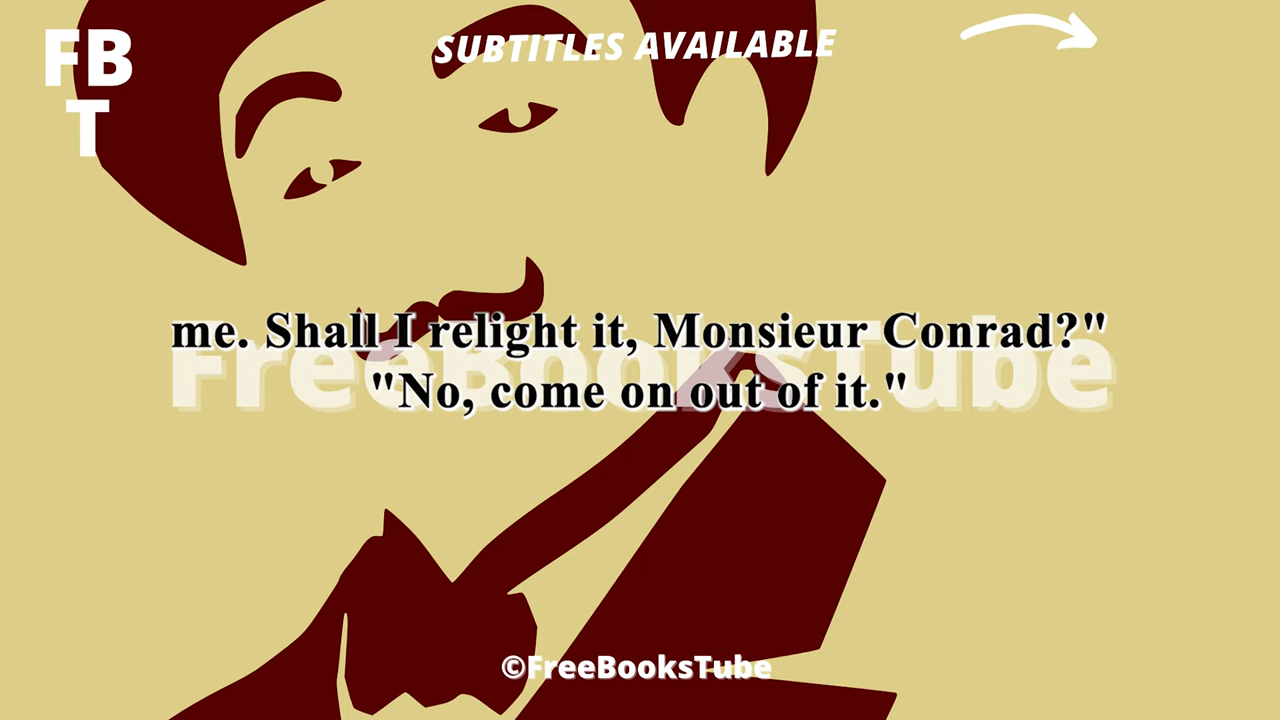 FB
T
SUBTITLES AVAILABLE
me. Shall I relight it, Monsieur Conrad?"
FreeBooksTube
"No, come on out of it."
©FreeBooksTube